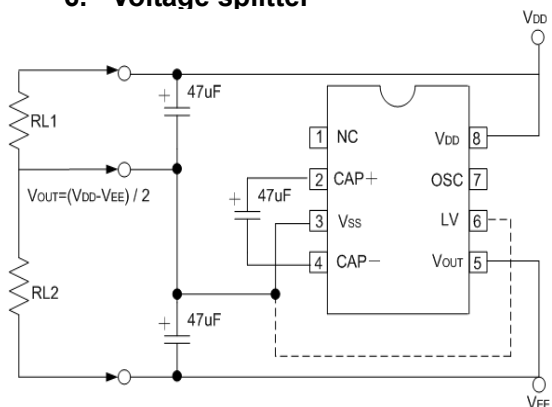 6. Voltage splitter
VDD
+ 47uF
RL1
VOUT=(VDD-VEE) / 2
RL2
+ 47uF
+ 47uF
1 NC
2 CAP+
3 VSS
4 CAP-
VDD 8
OSC 7
LV 6
VOUT 5
VEE